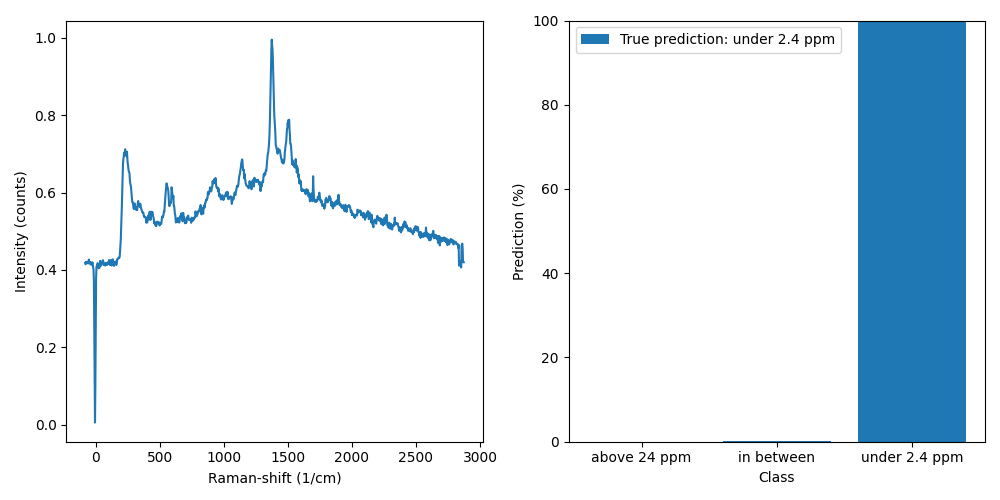 Intensity (counts)
1.0
0.8
0.6
0.4
0.2
0.0
0 500 1000 1500 2000 2500 3000
Raman-shift (1/cm)
Prediction (%)
100
80
60
40
20
0
True prediction: under 2.4 ppm
above 24 ppm in between under 2.4 ppm
Class